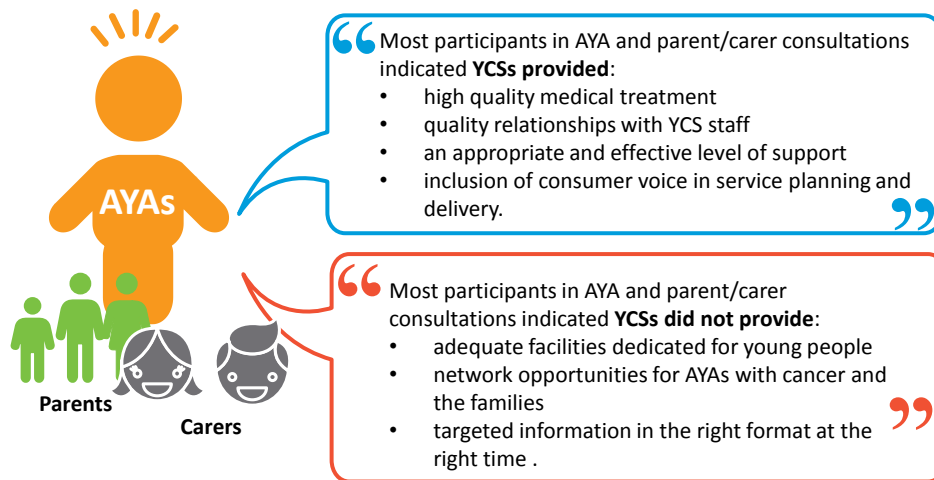 “
Most participants in AYA and parent/carer consultations
indicated YCSs provided:
• high quality medical treatment
• quality relationships with YCS staff
• an appropriate and effective level of support
• inclusion of consumer voice in service planning and
delivery.
”
AYAs
“
Most participants in AYA and parent/carer
consultations indicated YCSs did not provide:
• adequate facilities dedicated for young people
• network opportunities for AYAs with cancer and
the families
• targeted information in the right format at the
right time .
”
Parents
Carers